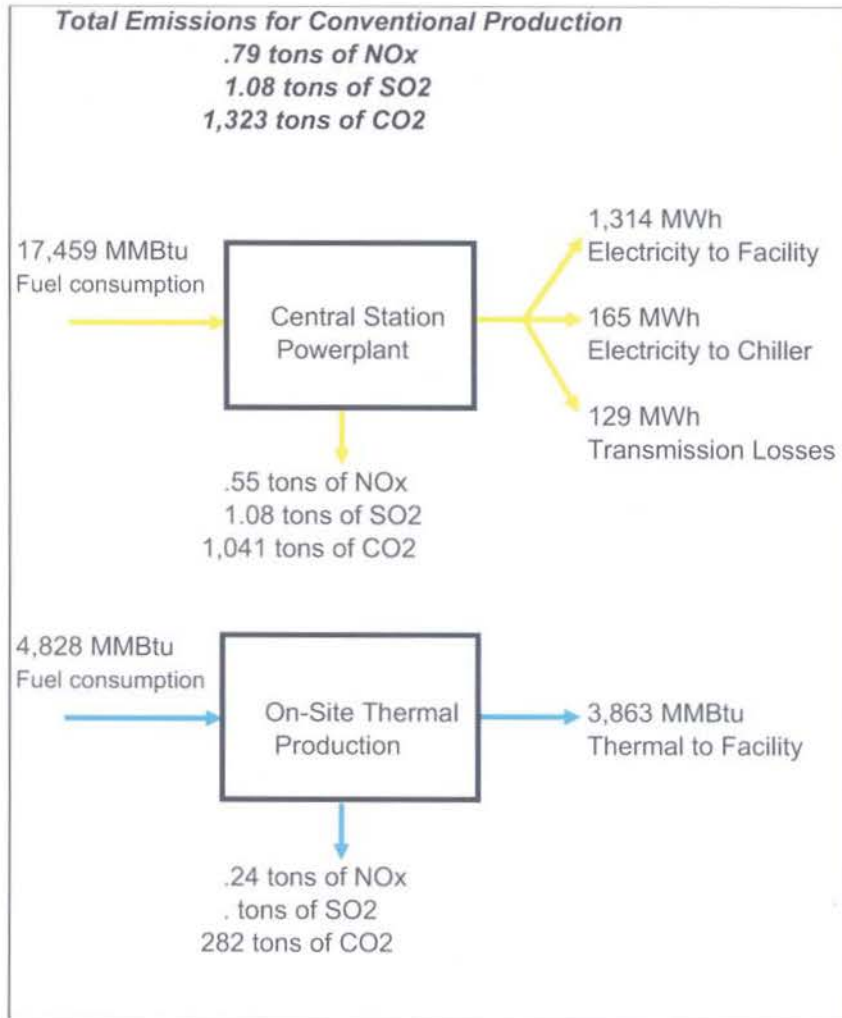 Total Emissions for Conventional Production
.79 tons of NOx
1.08 tons of SO2
1,323 tons of CO2
17,459 MMBtu
Fuel consumption
Central Station
Powerplant
1,314 MWh
Electricity to Facility
165 MWh
Electricity to Chiller
129 MWh
Transmission Losses
.55 tons of NOx
1.08 tons of SO2
1,041 tons of CO2
4,828 MMBtu
Fuel consumption
On-Site Thermal
Production
3,863 MMBtu
Thermal to Facility
.24 tons of NOx
. tons of SO2
282 tons of CO2